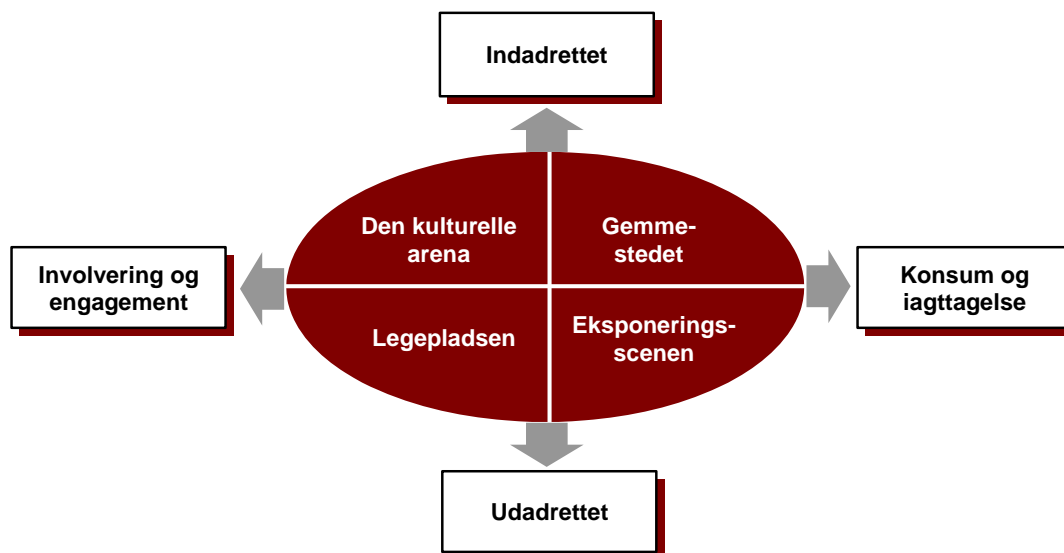 Indadrettet
Den kulturelle
arena
Gemme-
stedet
Involvering og
engagement
Konsum og
iagttagelse
Legepladsen
Eksponerings-
scenen
Udadrettet